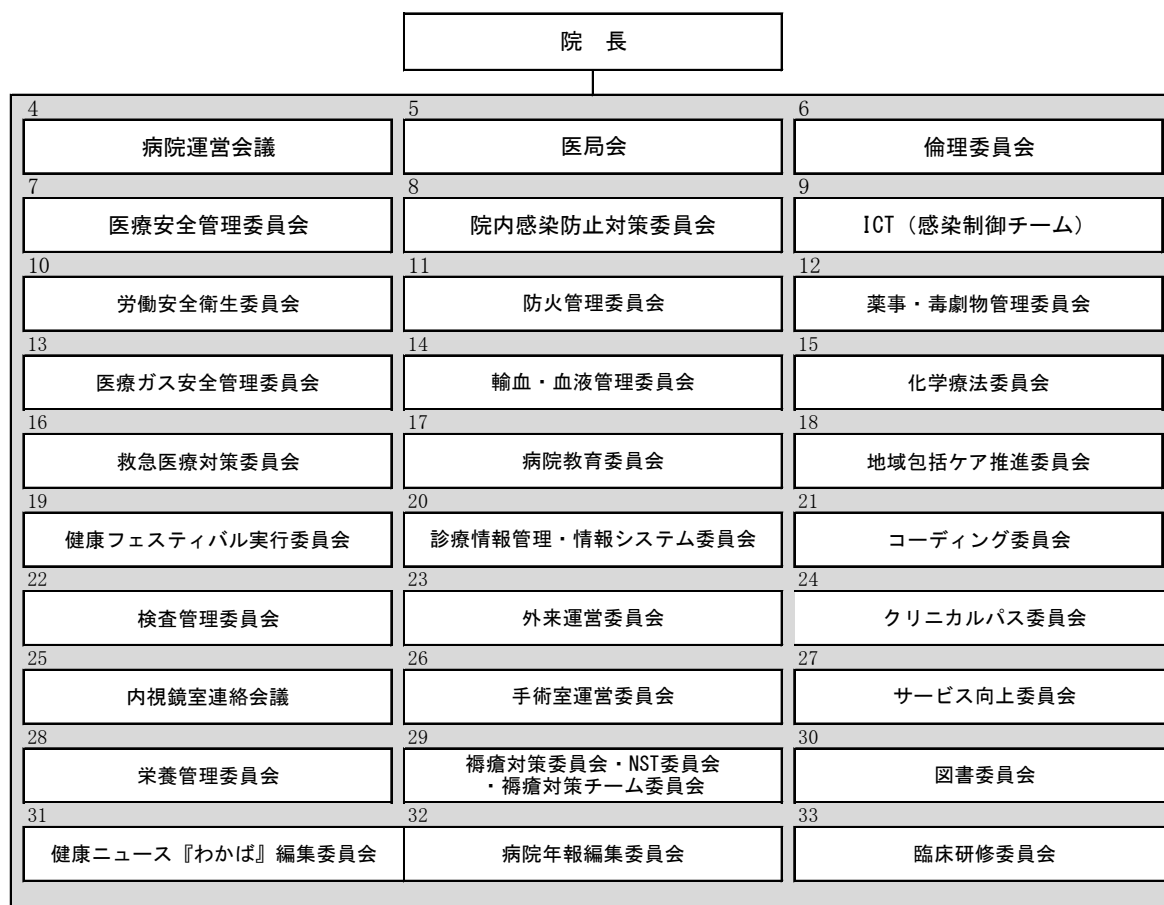 院 長
4 5 6
病院運営会議 医局会 倫理委員会
7 8 9
医療安全管理委員会 院内感染防止対策委員会 ICT（感染制御チーム）
10 11 12
労働安全衛生委員会 防火管理委員会 薬事・毒劇物管理委員会
13 14 15
医療ガス安全管理委員会 輸血・血液管理委員会 化学療法委員会
16 17 18
救急医療対策委員会 病院教育委員会 地域包括ケア推進委員会
19 20 21
健康フェスティバル実行委員会 診療情報管理・情報システム委員会 コーディング委員会
22 23 24
検査管理委員会 外来運営委員会 クリニカルパス委員会
25 26 27
内視鏡室連絡会議 手術室運営委員会 サービス向上委員会
28 29 30
栄養管理委員会 褥瘡対策委員会・NST委員会 図書委員会
・褥瘡対策チーム委員会
31 32 33
健康ニュース『わかば』編集委員会 病院年報編集委員会 臨床研修委員会